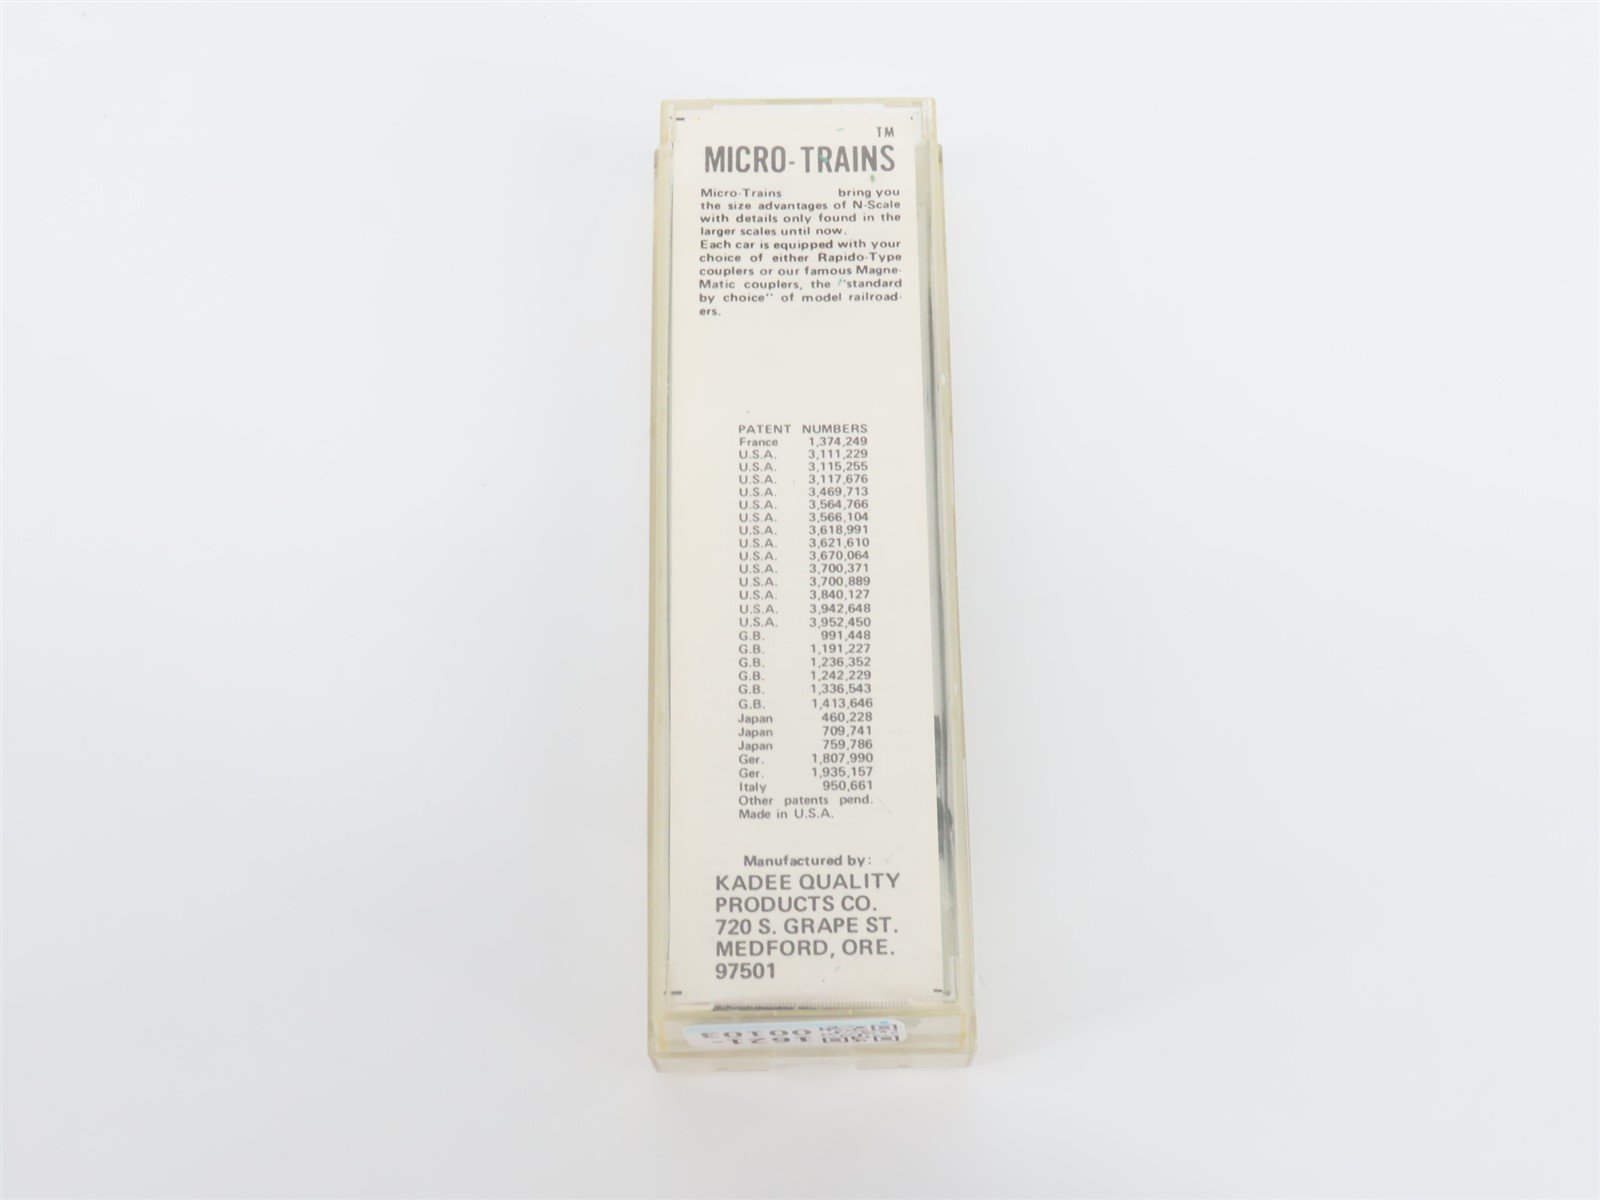 TM
MICRO-TRAINS
Micro-Trains bring you
the size advantages of N-Scale
with details only found in the
larger scales until now.
Each car is equipped with your
choice of either Rapido-Type
couplers or our famous Magne-
Matic couplers, the "standard
by choice" of model railroad-
ers.
PATENT NUMBERS
France 1,374,249
U.S.A. 3,111,229
U.S.A. 3,115,255
U.S.A. 3,117,676
U.S.A. 3,469,713
U.S.A. 3,564,766
U.S.A. 3,566,104
U.S.A. 3,618,991
U.S.A. 3,621,610
U.S.A. 3,670,064
U.S.A. 3,700,371
U.S.A. 3,700,889
U.S.A. 3,840,127
U.S.A. 3,942,648
U.S.A. 3,952,450
G.B. 991,448
G.B. 1,191,227
G.B. 1,236,352
G.B. 1,242,229
G.B. 1,336,543
G.B. 1,413,646
Japan 460,228
Japan 709,741
Japan 759,786
Ger. 1,807,990
Ger. 1,935,157
Italy 950,661
Other patents pend.
Made in U.S.A.
Manufactured by:
KADEE QUALITY
PRODUCTS CO.
720 S. GRAPE ST.
MEDFORD, ORE.
97501
1621-
00103